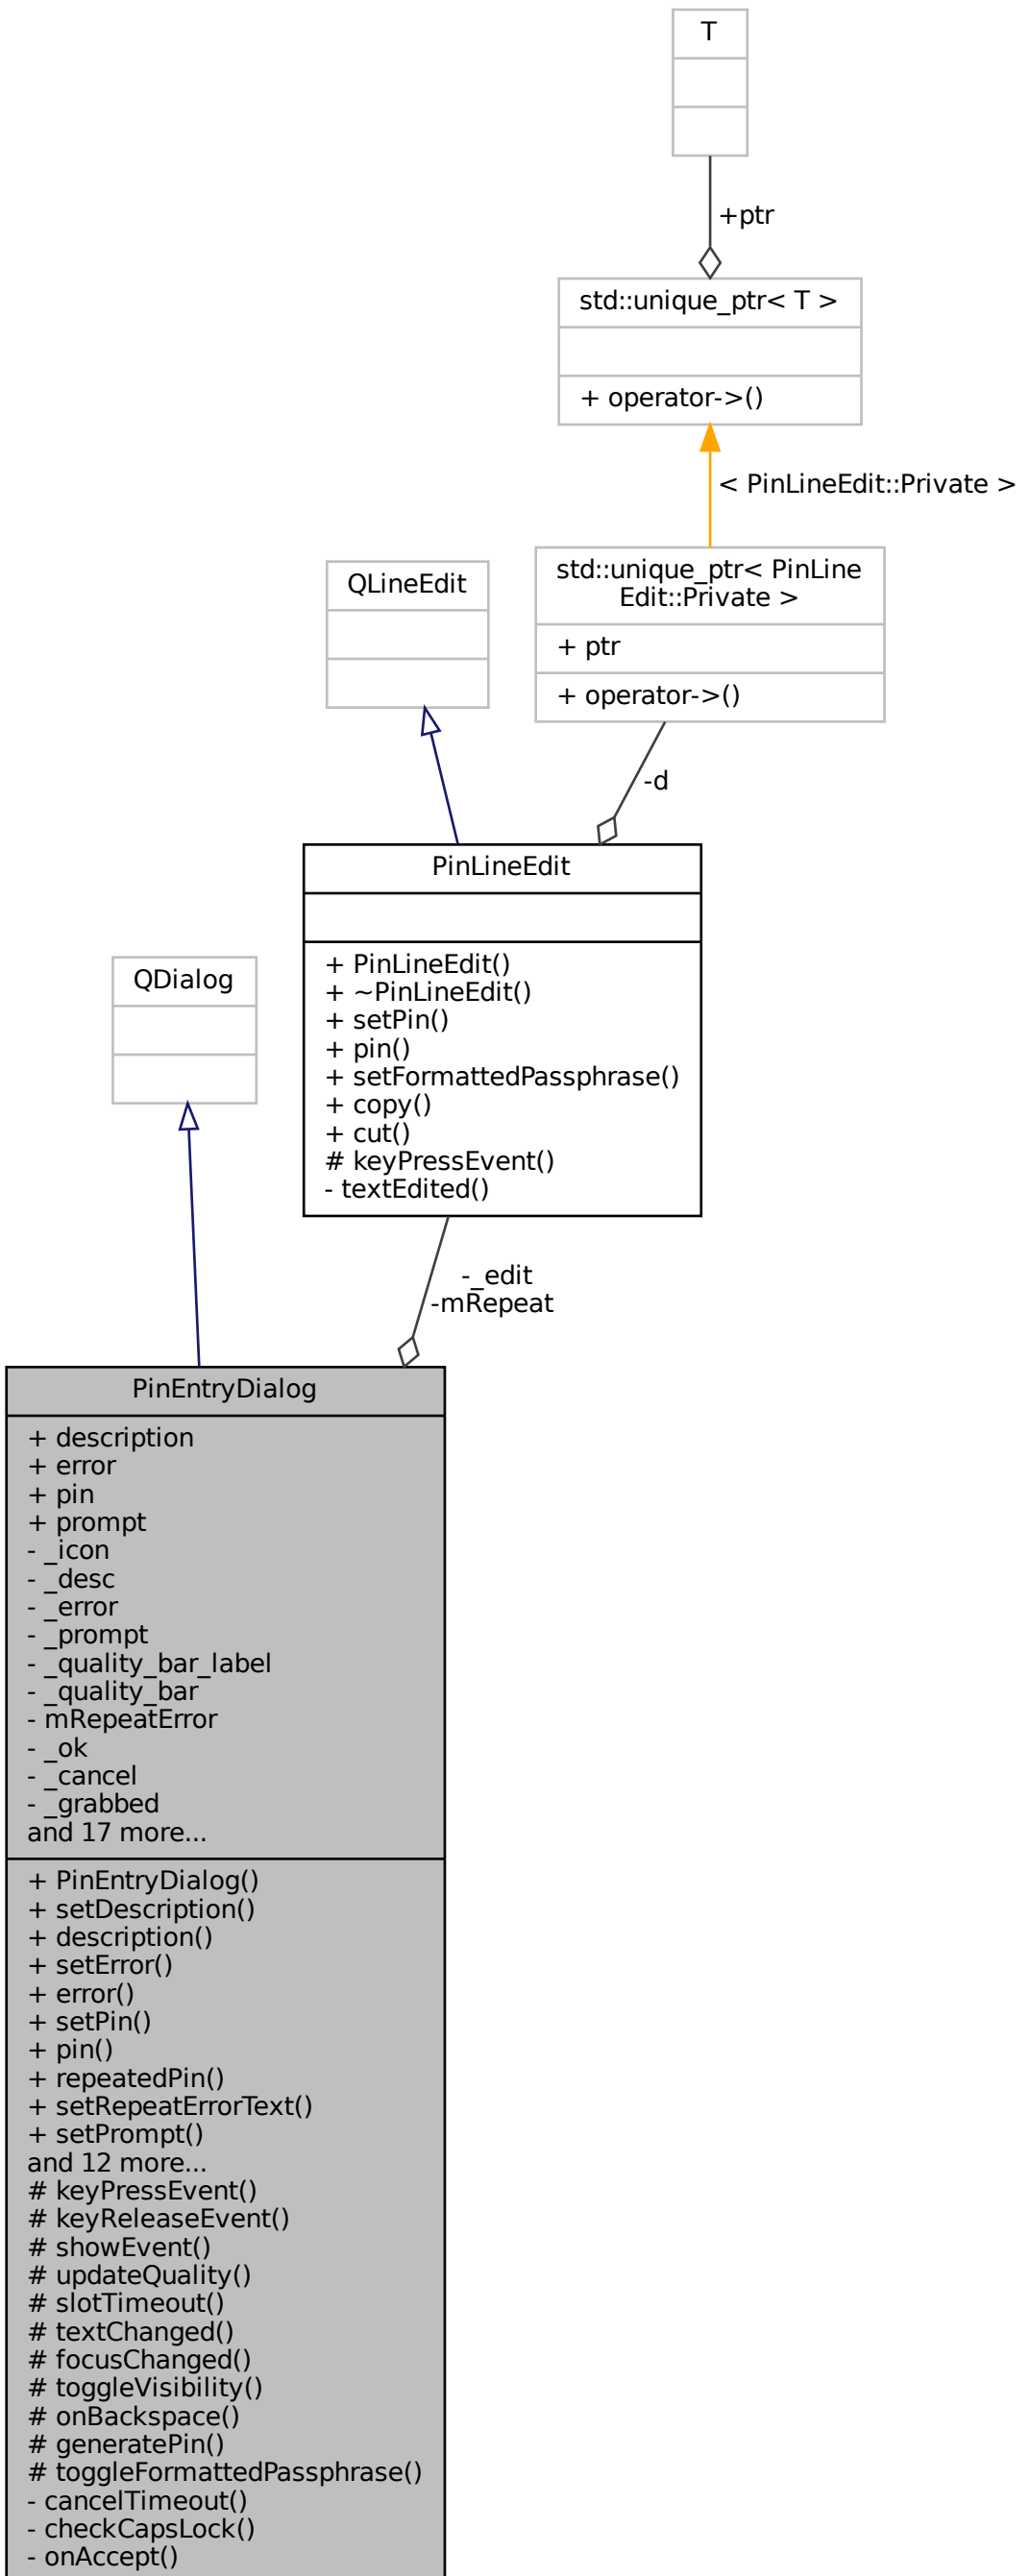 T
+ptr
std::unique_ptr< T >
+ operator->()
< PinLineEdit::Private >
QLineEdit
std::unique_ptr< PinLine
Edit::Private >
+ ptr
+ operator->()
-d
PinLineEdit
+ PinLineEdit()
+ ~PinLineEdit()
+ setPin()
+ pin()
+ setFormattedPassphrase()
+ copy()
+ cut()
# keyPressEvent()
- textEdited()
QDialog
-_edit
-mRepeat
PinEntryDialog
+ description
+ error
+ pin
+ prompt
- _icon
- _desc
- _error
- _prompt
- _quality_bar_label
- _quality_bar
- mRepeatError
- _ok
- _cancel
- _grabbed
and 17 more...
+ PinEntryDialog()
+ setDescription()
+ description()
+ setError()
+ error()
+ setPin()
+ pin()
+ repeatedPin()
+ setRepeatErrorText()
+ setPrompt()
and 12 more...
# keyPressEvent()
# keyReleaseEvent()
# showEvent()
# updateQuality()
# slotTimeout()
# textChanged()
# focusChanged()
# toggleVisibility()
# onBackspace()
# generatePin()
# toggleFormattedPassphrase()
- cancelTimeout()
- checkCapsLock()
- onAccept()